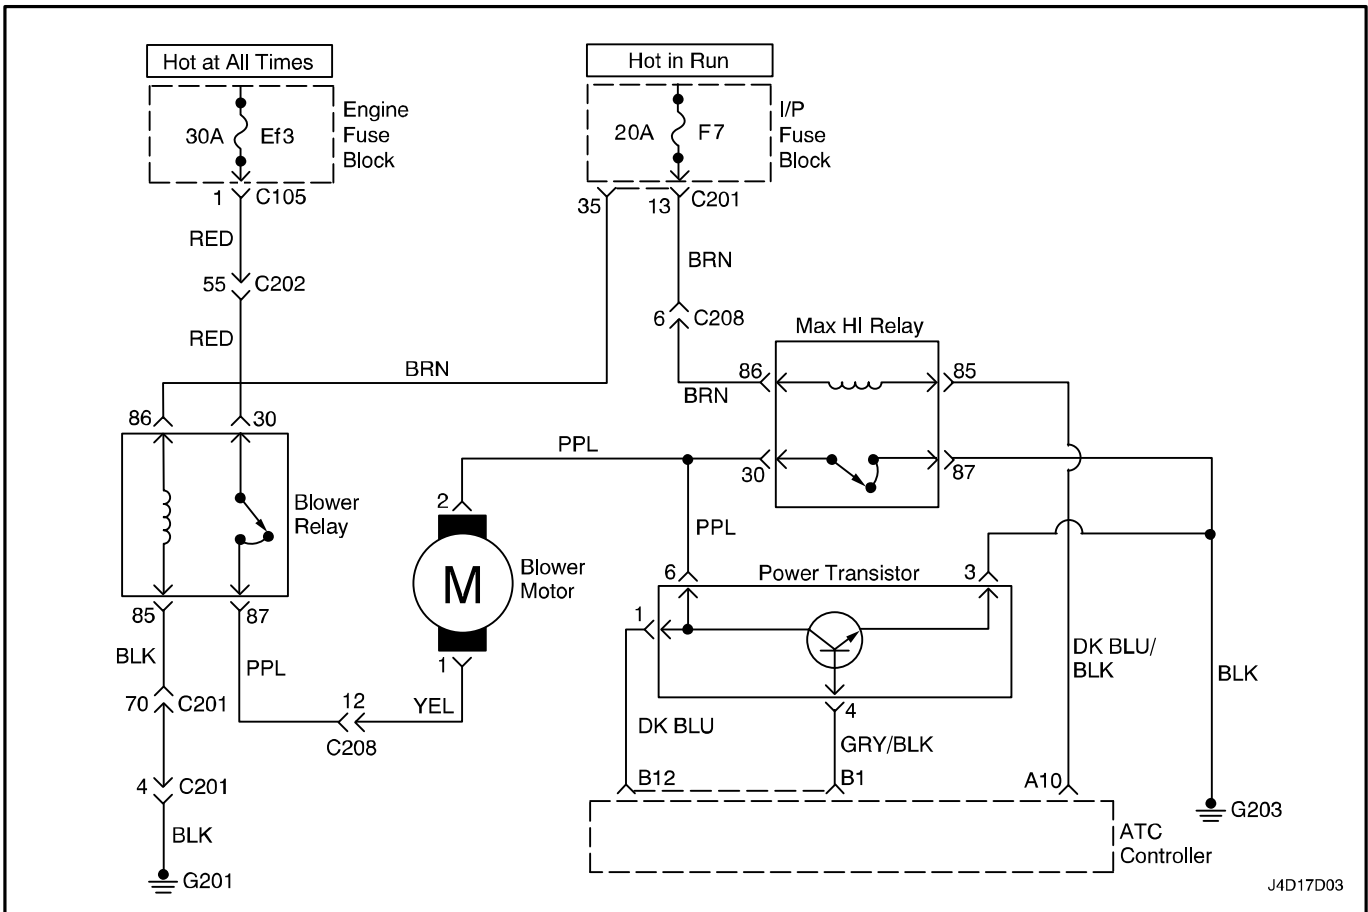 Hot at All Times
Hot in Run
30A
Ef3
Engine
Fuse
Block
20A
F7
I/P
Fuse
Block
1
C105
35
13
C201
RED
BRN
55
C202
6
C208
RED
Max HI Relay
BRN
86
85
BRN
86
30
PPL
30
87
2
Blower
Relay
PPL
M
Blower
Motor
6
Power Transistor
3
1
85
87
BLK
PPL
1
DK BLU/
BLK
BLK
70
C201
12
YEL
C208
DK BLU
4
GRY/BLK
4
C201
B12
B1
A10
BLK
G203
ATC
Controller
G201
J4D17D03